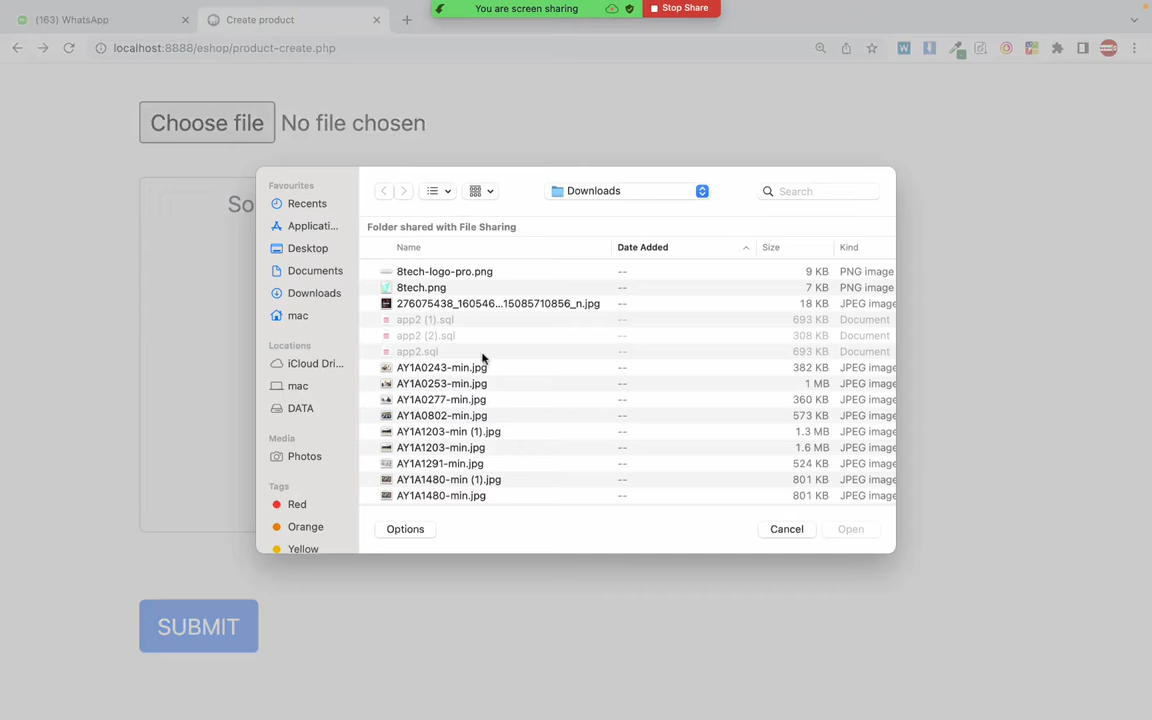 (163) WhatsApp
Create product
You are screen sharing
Stop Share
localhost:8888/eshop/product-create.php
Choose file No file chosen
So
Favourites
Recents
Applicati...
Desktop
Documents
Downloads
mac
Locations
iCloud Dri...
mac
DATA
Media
Photos
Tags
Red
Orange
Yellow
Downloads
Search
Folder shared with File Sharing
Name Date Added Size Kind
8tech-logo-pro.png -- 9 KB PNG image
8tech.png -- 7 KB PNG image
276075438_160546...15085710856_n.jpg -- 18 KB JPEG image
app2 (1).sql -- 693 KB Document
app2 (2).sql -- 308 KB Document
app2.sql -- 693 KB Document
AY1A0243-min.jpg -- 382 KB JPEG image
AY1A0253-min.jpg -- 1 MB JPEG image
AY1A0277-min.jpg -- 360 KB JPEG image
AY1A0802-min.jpg -- 573 KB JPEG image
AY1A1203-min (1).jpg -- 1.3 MB JPEG image
AY1A1203-min.jpg -- 1.6 MB JPEG image
AY1A1291-min.jpg -- 524 KB JPEG image
AY1A1480-min (1).jpg -- 801 KB JPEG image
AY1A1480-min.jpg -- 801 KB JPEG image
Options
Cancel
Open
SUBMIT